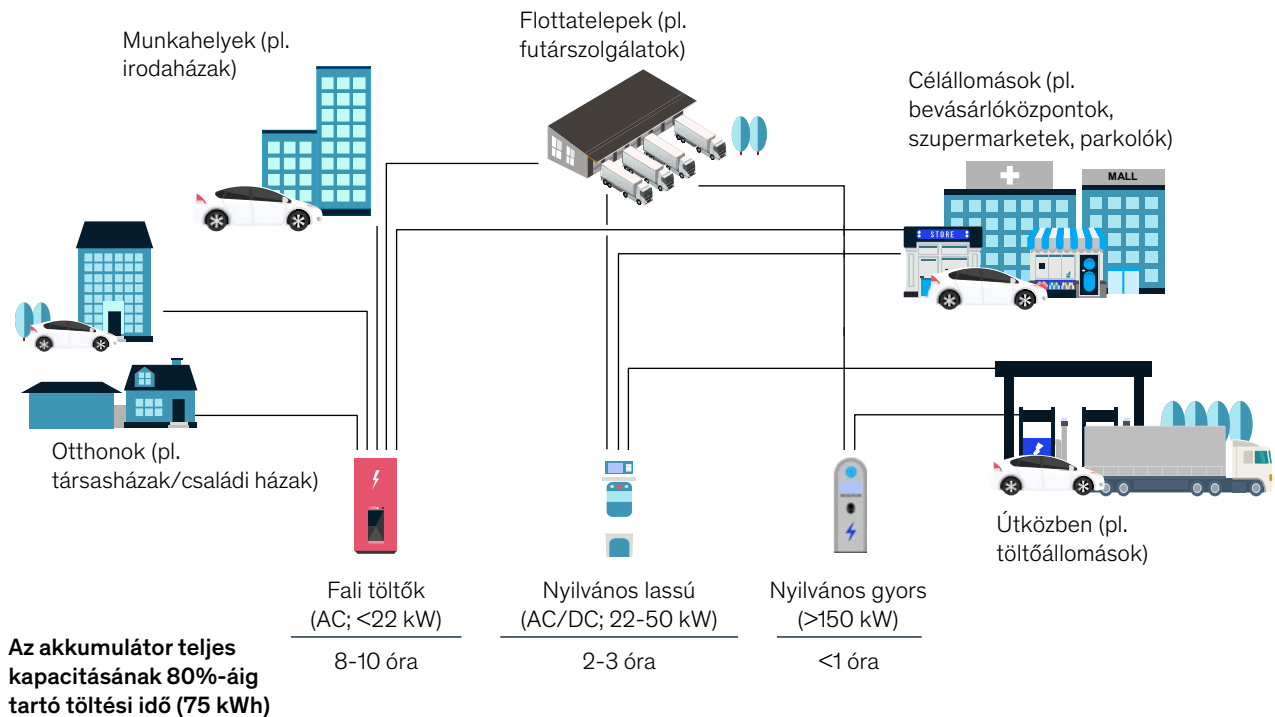 Munkahelyek (pl.
irodaházak)
Flottatelepek (pl.
futárszolgálatok)
Célállomások (pl.
bevásárlóközpontok,
szupermarketek, parkolók)
MALL
STORE
Otthonok (pl.
társasházak/családi házak)
Útközben (pl.
töltőállomások)
Fali töltők
(AC; <22 kW)
8-10 óra
Nyilvános lassú
(AC/DC; 22-50 kW)
2-3 óra
Nyilvános gyors
(>150 kW)
<1 óra
Az akkumulátor teljes
kapacitásának 80%-áig
tartó töltési idő (75 kWh)